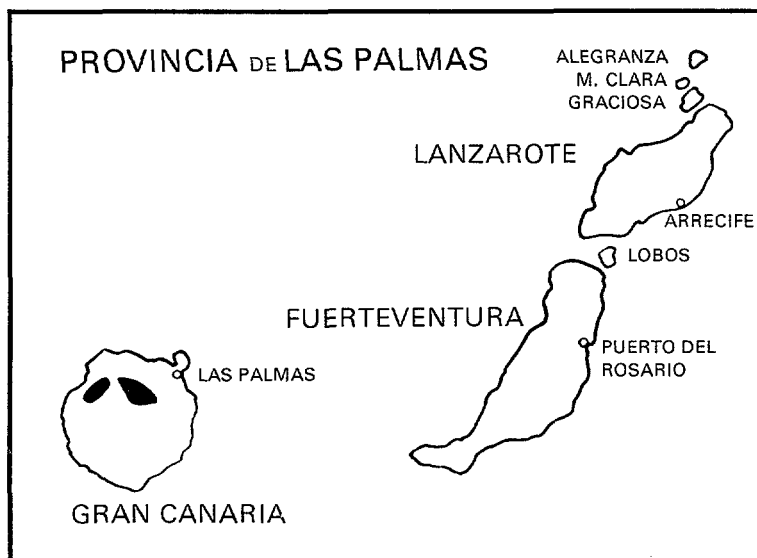 PROVINCIA DE LAS PALMAS
ALEGRANZA
M. CLARA
GRACIOSA
LANZAROTE
ARRECIFE
LOBOS
FUERTEVENTURA
PUERTO DEL
ROSARIO
LAS PALMAS
GRAN CANARIA